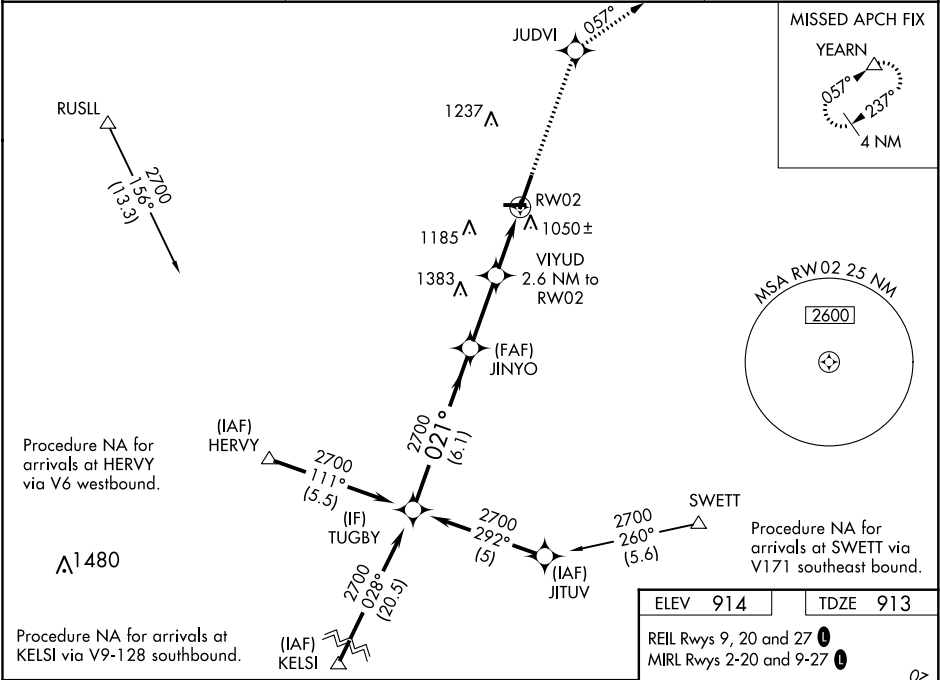 MISSED APCH FIX
YEARN
057°
237°
4 NM
JUDVI
057°
RUSLL
2700
156°
(13.3)
1237
RW02
1050 ±
1185
VIYUD
2.6 NM to
RW02
1383
(FAF)
JINYO
MSA RW 02 25 NM
2600
2700
021°
(6.1)
(IAF)
HERVY
Procedure NA for
arrivals at HERVY
via V6 westbound.
2700
111°
(5.5)
(IF)
TUGBY
2700
292°
(5)
(IAF)
JITUV
SWETT
2700
260°
(5.6)
Procedure NA for
arrivals at SWETT via
V171 southeast bound.
1480
2700
028°
(20.5)
(IAF)
KELSI
Procedure NA for arrivals at
KELSI via V9-128 southbound.
ELEV 914
TDZE 913
REIL Rwys 9, 20 and 27 L
MIRL Rwys 2-20 and 9-27 L